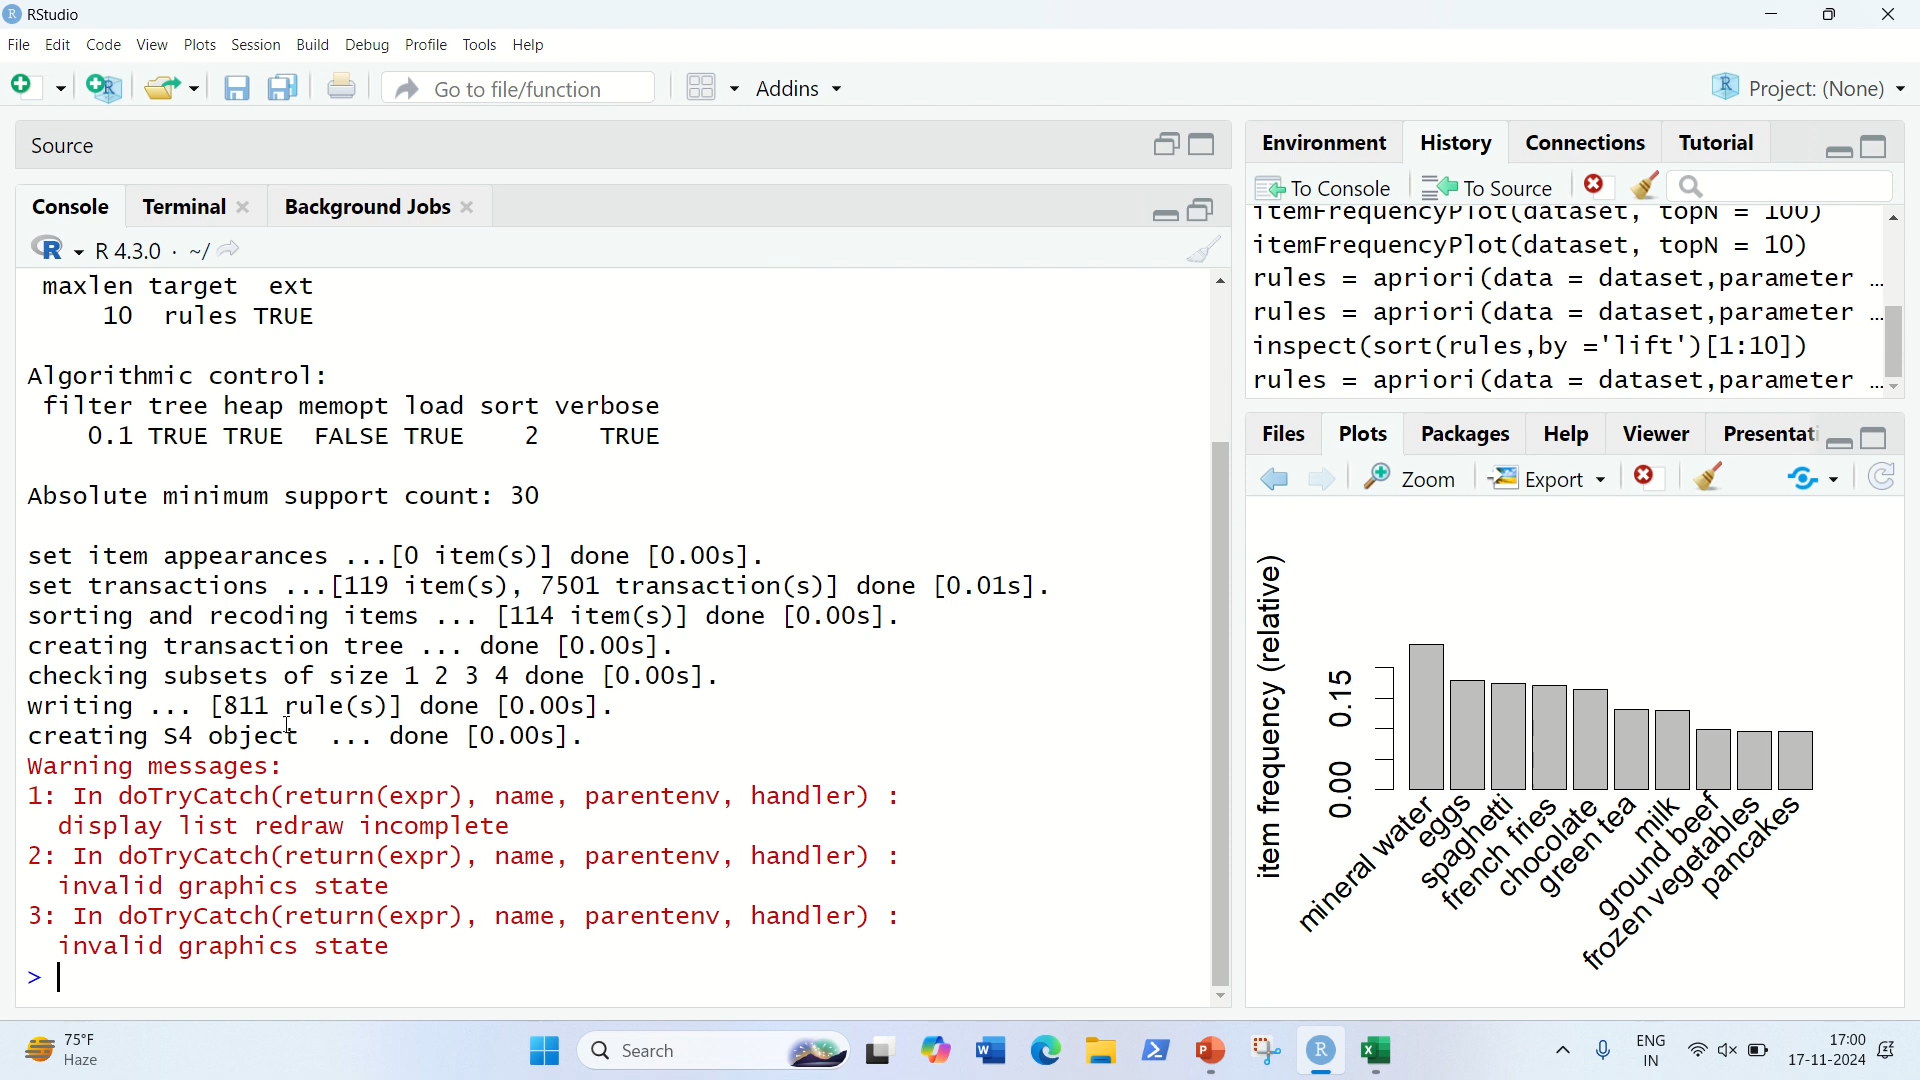 RStudio
File Edit Code View Plots Session Build Debug Profile Tools Help
Go to file/function Addins Project: (None)
Source
Console Terminal Background Jobs
R 4.3.0 · ~/
maxlen target ext
10 rules TRUE
Algorithmic control:
filter tree heap memopt load sort verbose
0.1 TRUE TRUE FALSE TRUE 2 TRUE
Absolute minimum support count: 30
set item appearances ...[0 item(s)] done [0.00s].
set transactions ...[119 item(s), 7501 transaction(s)] done [0.01s].
sorting and recoding items ... [114 item(s)] done [0.00s].
creating transaction tree ... done [0.00s].
checking subsets of size 1 2 3 4 done [0.00s].
writing ... [811 rule(s)] done [0.00s].
creating S4 object ... done [0.00s].
Warning messages:
1: In doTryCatch(return(expr), name, parentenv, handler) :
display list redraw incomplete
2: In doTryCatch(return(expr), name, parentenv, handler) :
invalid graphics state
3: In doTryCatch(return(expr), name, parentenv, handler) :
invalid graphics state
>
Environment History Connections Tutorial
To Console To Source
itemFrequencyPlot(dataset, topN = 100)
itemFrequencyPlot(dataset, topN = 10)
rules = apriori(data = dataset,parameter ...
rules = apriori(data = dataset,parameter ...
inspect(sort(rules,by ='lift')[1:10])
rules = apriori(data = dataset,parameter ...
Files Plots Packages Help Viewer Presentati
Zoom Export
item frequency (relative)
0.15
0.00
mineral water
eggs
spaghetti
french fries
chocolate
green tea
milk
ground beef
frozen vegetables
pancakes
75°F
Haze
Search
ENG
IN
17:00
17-11-2024